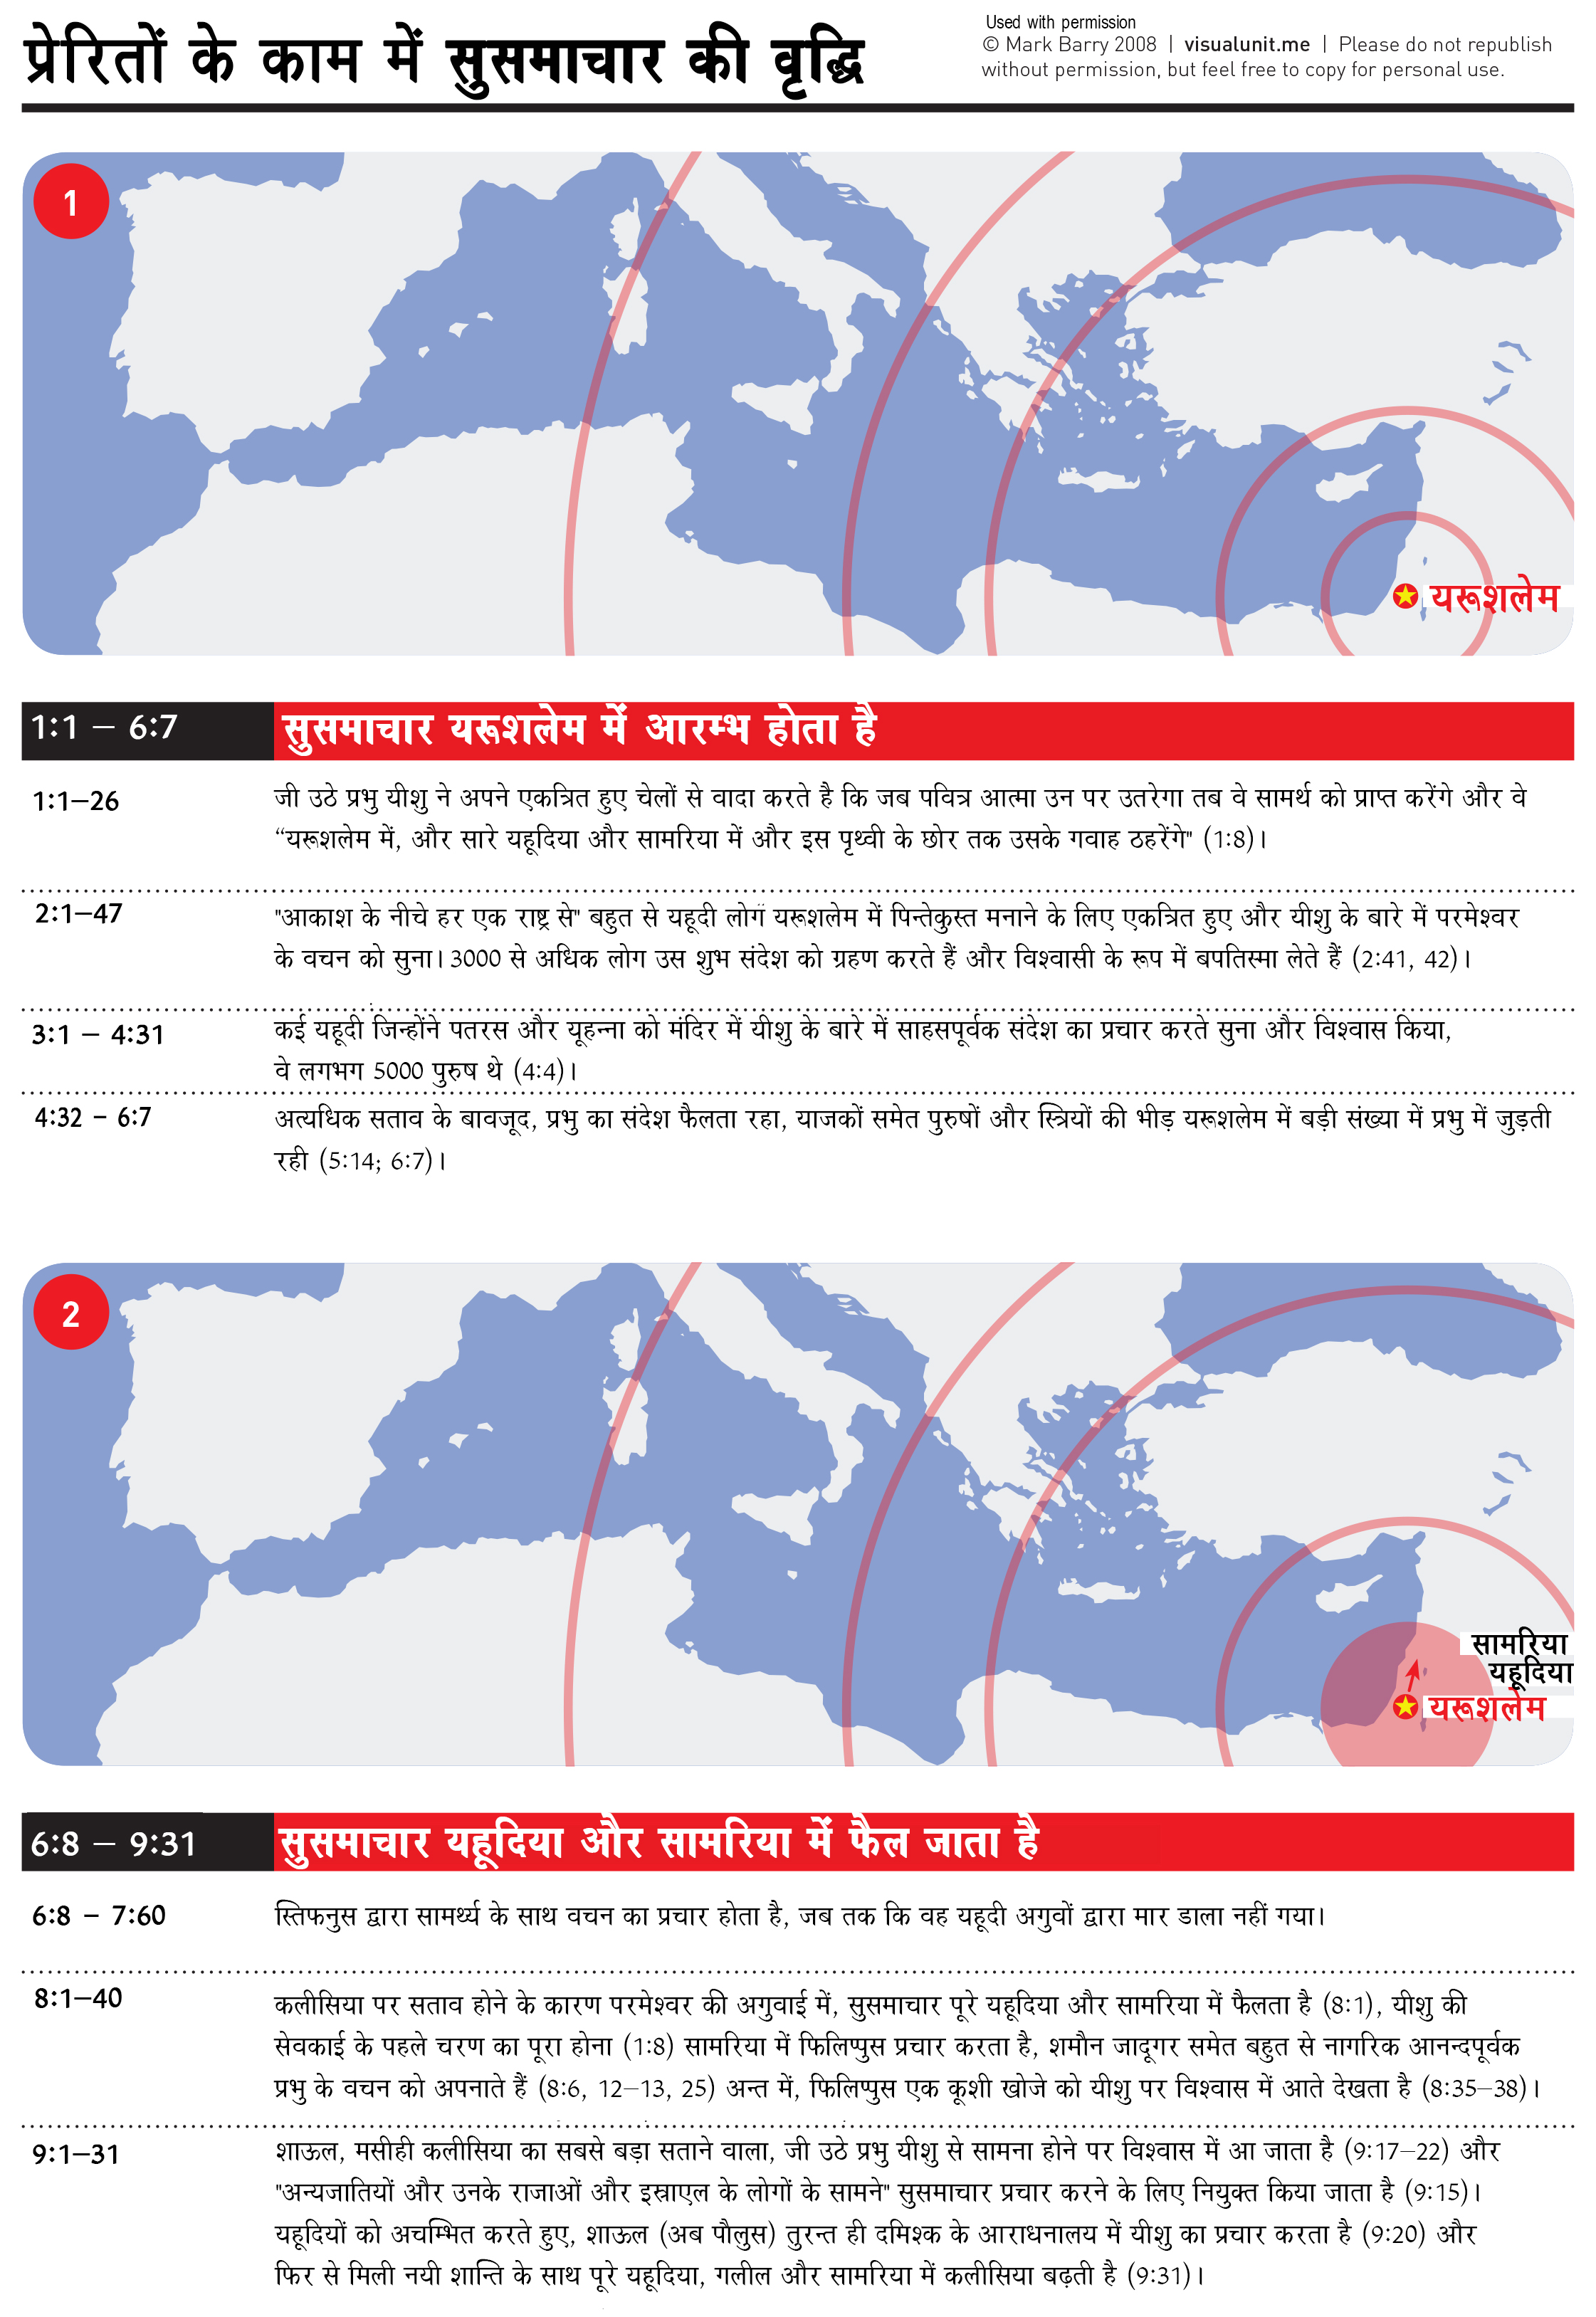 प्रेरितों के काम में सुसमाचार की वृद्धि
Used with permission
© Mark Barry 2008 | visualunit.me | Please do not republish
without permission, but feel free to copy for personal use.
1
यरूशलेम
1:1 – 6:7 सुसमाचार यरूशलेम में आरम्भ होता है
1:1–26 जी उठे प्रभु यीशु ने अपने एकत्रित हुए चेलों से वादा करते है कि जब पवित्र आत्मा उन पर उतरेगा तब वे सामर्थ को प्राप्त करेंगे और वे
“यरूशलेम में, और सारे यहूदिया और सामरिया में और इस पृथ्वी के छोर तक उसके गवाह ठहरेंगे" (1:8)।
2:1–47 "आकाश के नीचे हर एक राष्ट्र से" बहुत से यहूदी लोग यरूशलेम में पिन्तेकुस्त मनाने के लिए एकत्रित हुए और यीशु के बारे में परमेश्वर
के वचन को सुना। 3000 से अधिक लोग उस शुभ संदेश को ग्रहण करते हैं और विश्वासी के रूप में बपतिस्मा लेते हैं (2:41, 42)।
3:1 – 4:31 कई यहूदी जिन्होंने पतरस और यूहन्ना को मंदिर में यीशु के बारे में साहसपूर्वक संदेश का प्रचार करते सुना और विश्वास किया,
वे लगभग 5000 पुरुष थे (4:4)।
4:32 – 6:7 अत्यधिक सताव के बावजूद, प्रभु का संदेश फैलता रहा, याजकों समेत पुरुषों और स्त्रियों की भीड़ यरूशलेम में बड़ी संख्या में प्रभु में जुड़ती
रही (5:14; 6:7)।
2
सामरिया
यहूदिया
यरूशलेम
6:8 – 9:31 सुसमाचार यहूदिया और सामरिया में फैल जाता है
6:8 – 7:60 स्तिफनुस द्वारा सामर्थ्य के साथ वचन का प्रचार होता है, जब तक कि वह यहूदी अगुवों द्वारा मार डाला नहीं गया।
8:1–40 कलीसिया पर सताव होने के कारण परमेश्वर की अगुवाई में, सुसमाचार पूरे यहूदिया और सामरिया में फैलता है (8:1), यीशु की
सेवकाई के पहले चरण का पूरा होना (1:8) सामरिया में फिलिप्पुस प्रचार करता है, शमौन जादूगर समेत बहुत से नागरिक आनन्दपूर्वक
प्रभु के वचन को अपनाते हैं (8:6, 12–13, 25) अन्त में, फिलिप्पुस एक कूशी खोजे को यीशु पर विश्वास में आते देखता है (8:35–38)।
9:1–31 शाऊल, मसीही कलीसिया का सबसे बड़ा सताने वाला, जी उठे प्रभु यीशु से सामना होने पर विश्वास में आ जाता है (9:17–22) और
"अन्यजातियों और उनके राजाओं और इस्राएल के लोगों के सामने" सुसमाचार प्रचार करने के लिए नियुक्त किया जाता है (9:15)।
यहूदियों को अचम्भित करते हुए, शाऊल (अब पौलुस) तुरन्त ही दमिश्क के आराधनालय में यीशु का प्रचार करता है (9:20) और
फिर से मिली नयी शान्ति के साथ पूरे यहूदिया, गलील और सामरिया में कलीसिया बढ़ती है (9:31)।